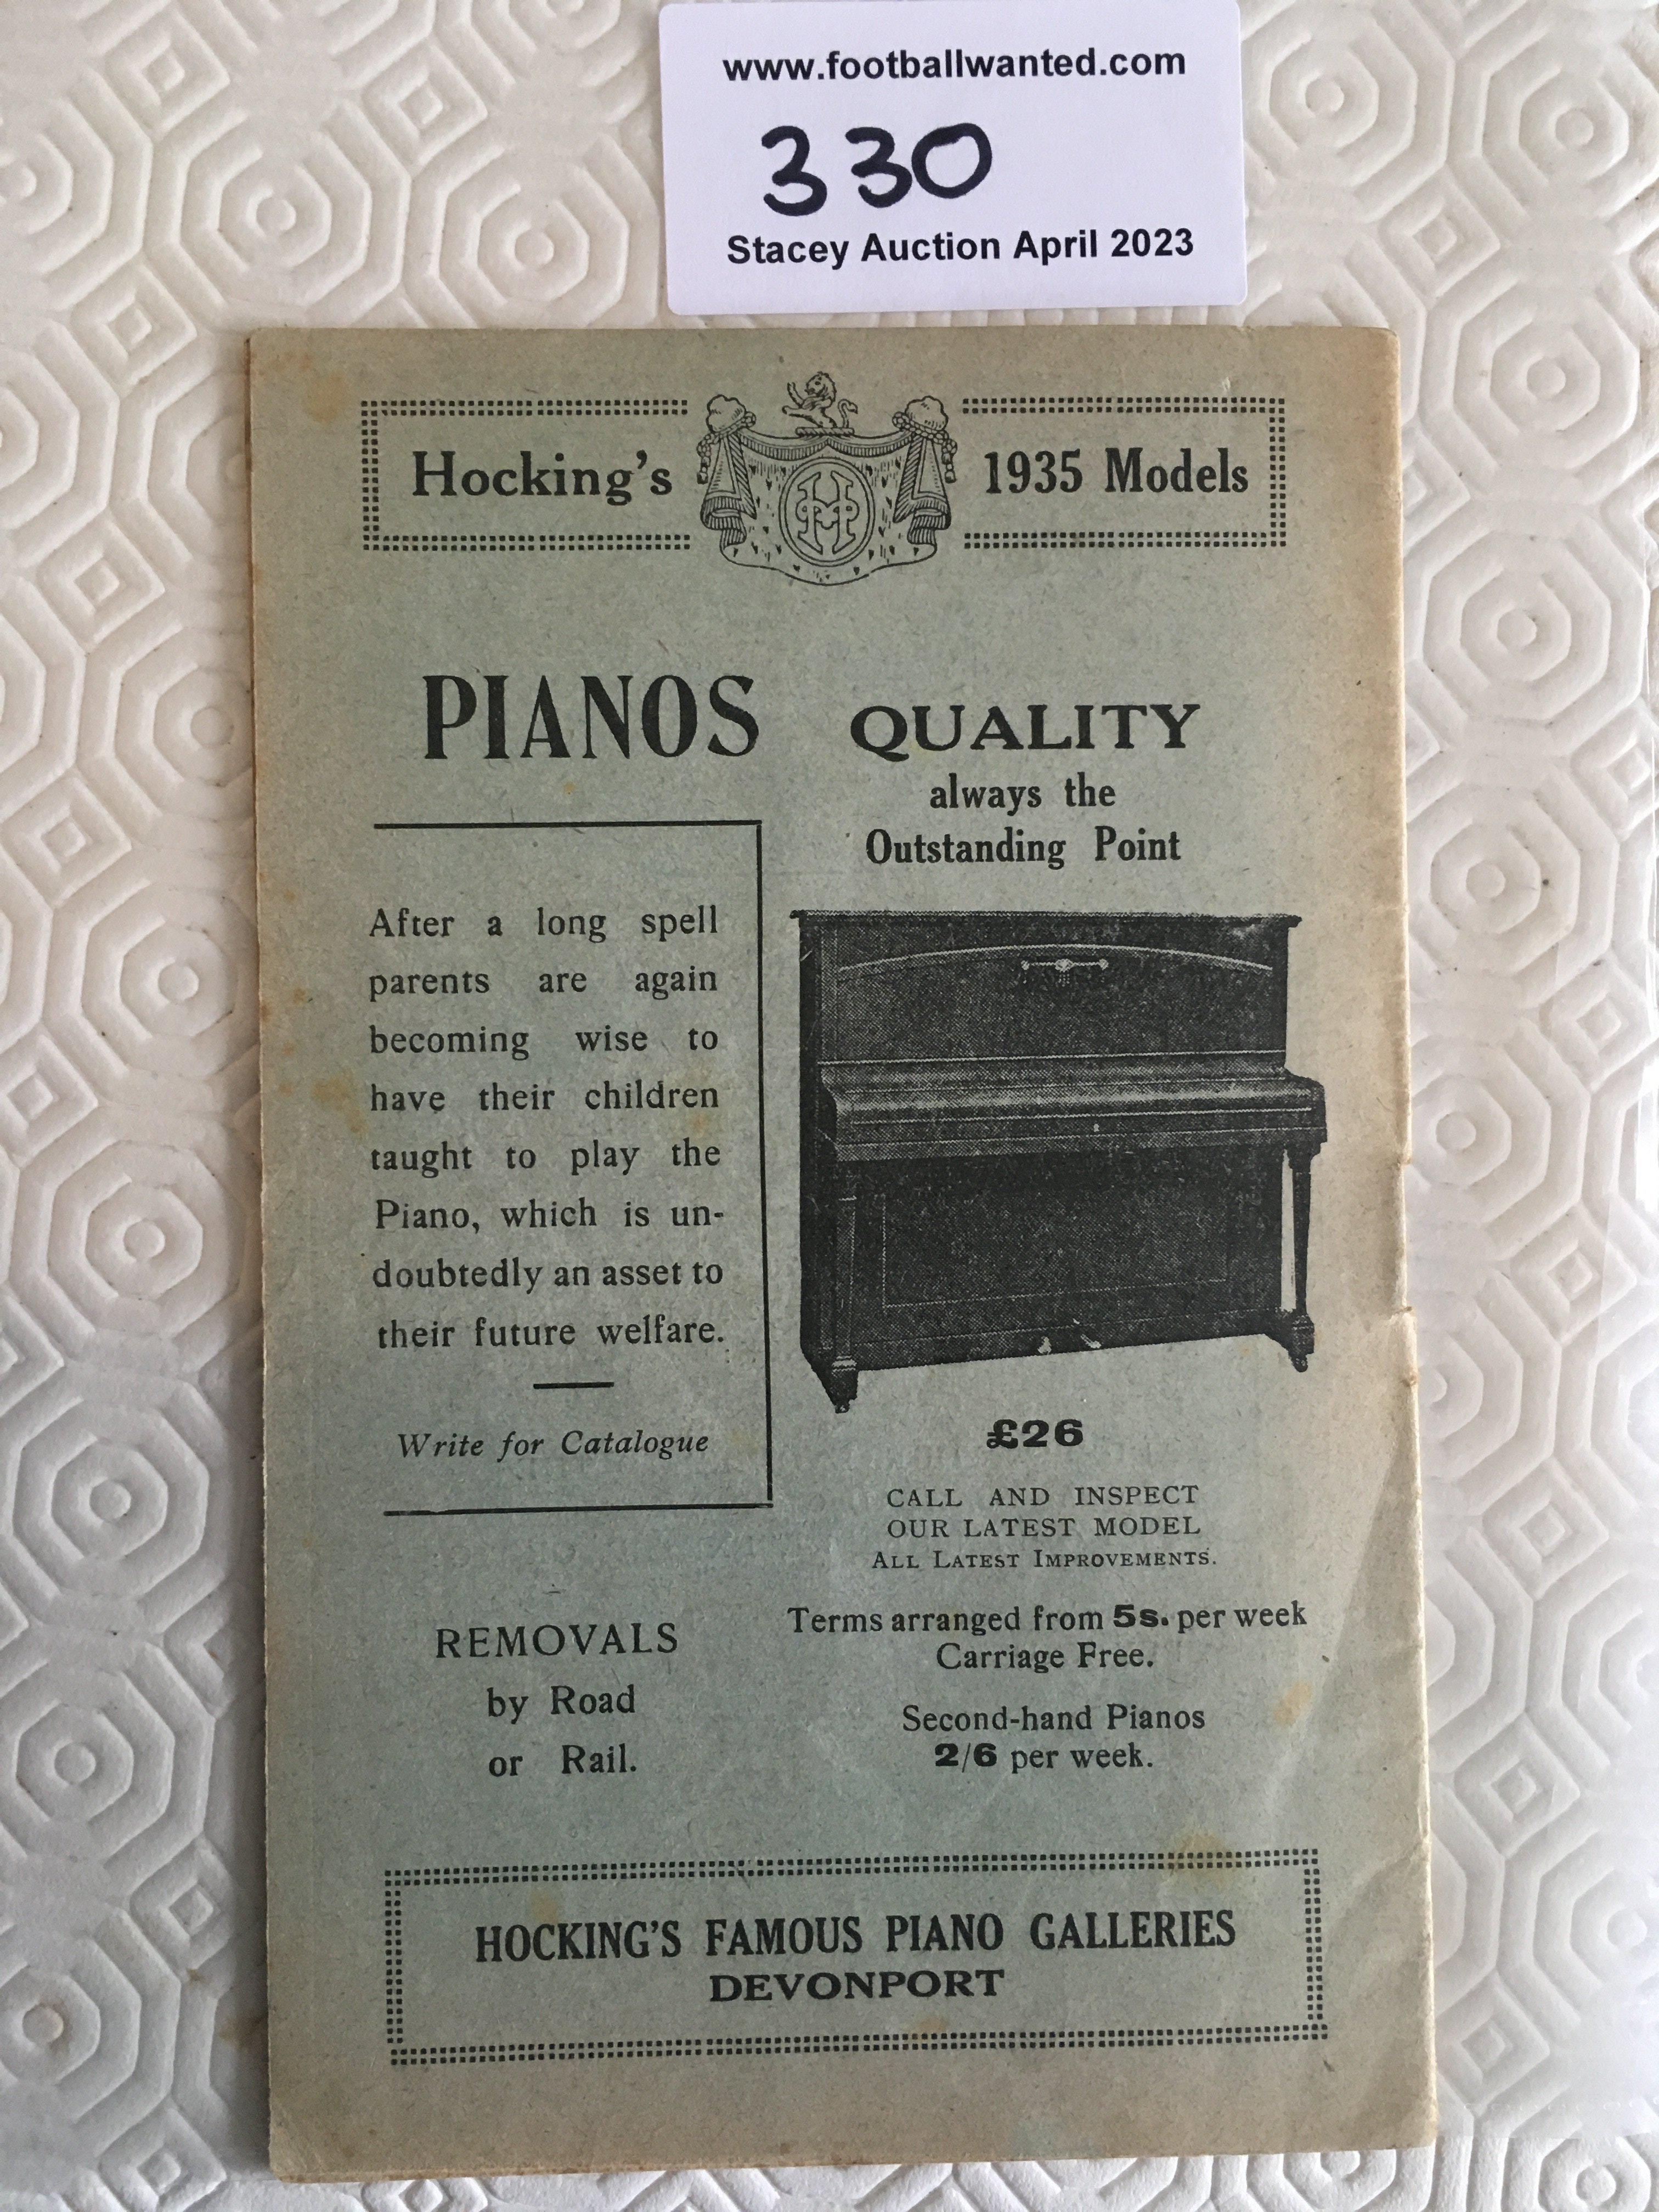 www.footballwanted.com
330
Stacey Auction April 2023
Hocking's
1935 Models
PIANOS
QUALITY
always the
Outstanding Point
After a long spell
parents are again
becoming wise to
have their children
taught to play the
Piano, which is un-
doubtedly an asset to
their future welfare.
Write for Catalogue
£26
CALL AND INSPECT
OUR LATEST MODEL
ALL LATEST IMPROVEMENTS.
Terms arranged from 5s. per week
Carriage Free.
Second-hand Pianos
2/6 per week.
REMOVALS
by Road
or Rail.
HOCKING'S FAMOUS PIANO GALLERIES
DEVONPORT